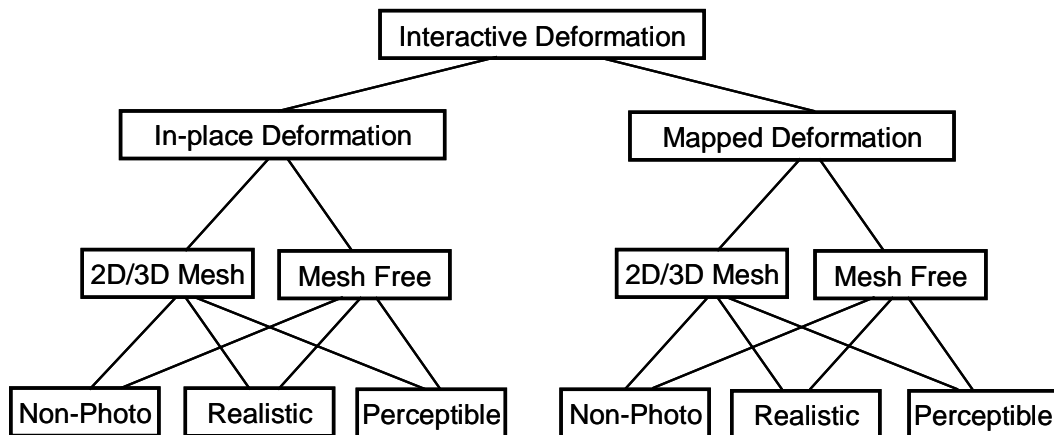 Interactive Deformation
In-place Deformation
Mapped Deformation
2D/3D Mesh
Mesh Free
2D/3D Mesh
Mesh Free
Non-Photo
Realistic
Perceptible
Non-Photo
Realistic
Perceptible